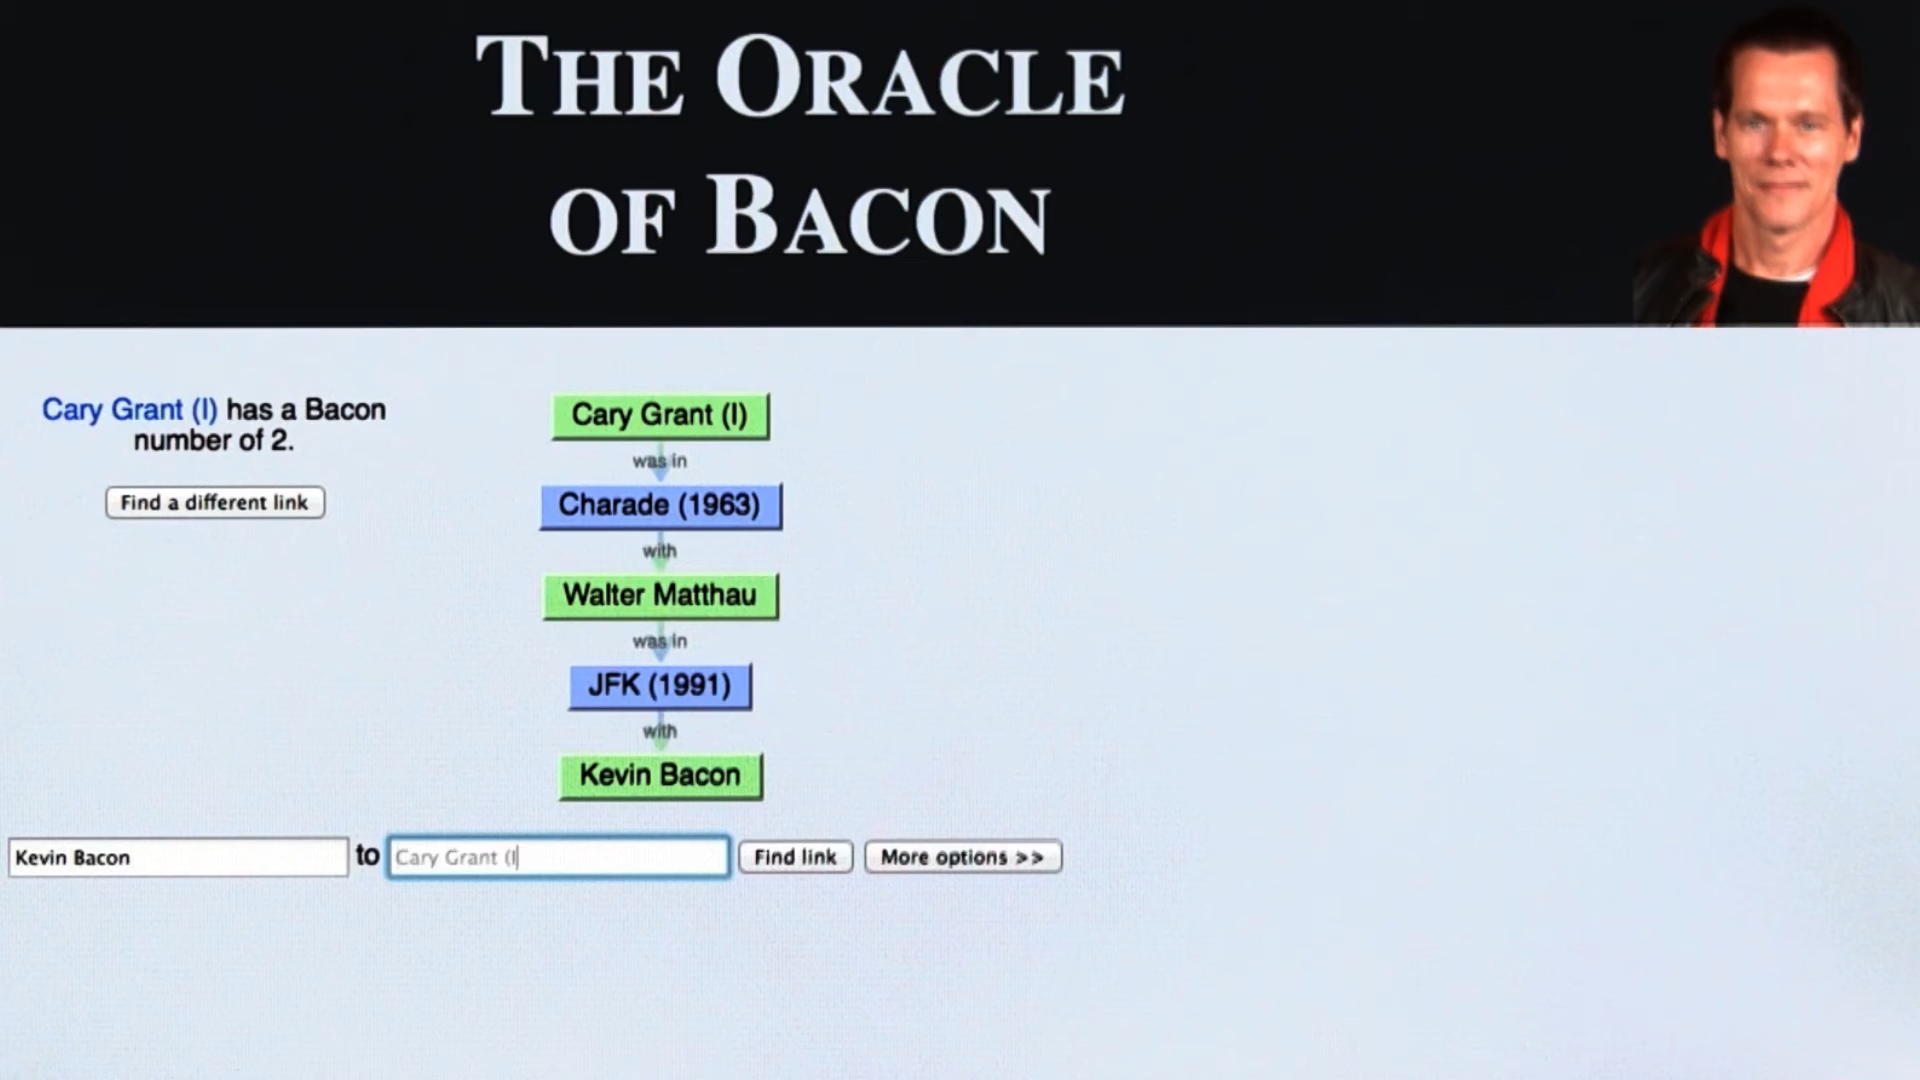 THE ORACLE
OF BACON
Cary Grant (I) has a Bacon
number of 2.
Find a different link
Cary Grant (I)
was in
Charade (1963)
with
Walter Matthau
was in
JFK (1991)
with
Kevin Bacon
Kevin Bacon to Cary Grant (I Find link More options >>